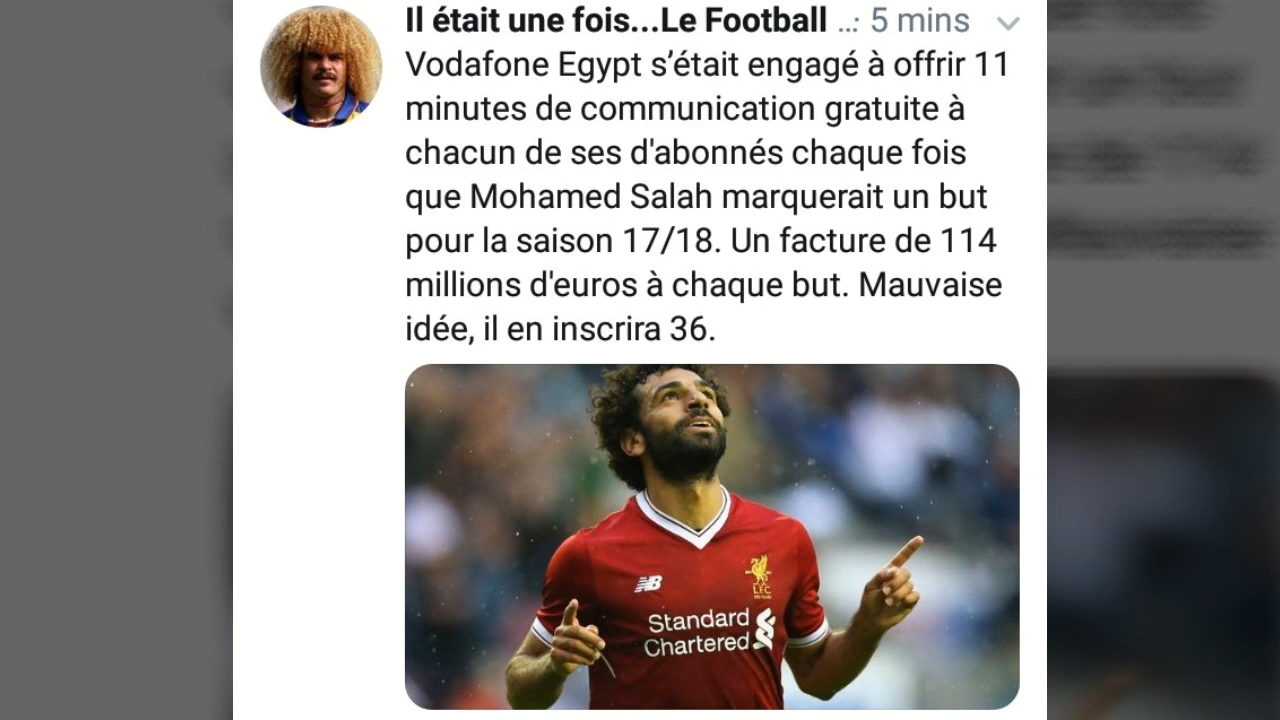 Il était une fois...Le Football ..: 5 mins
Vodafone Egypt s’était engagé à offrir 11
minutes de communication gratuite à
chacun de ses d'abonnés chaque fois
que Mohamed Salah marquerait un but
pour la saison 17/18. Un facture de 114
millions d'euros à chaque but. Mauvaise
idée, il en inscrira 36.
LFC
Standard
Chartered